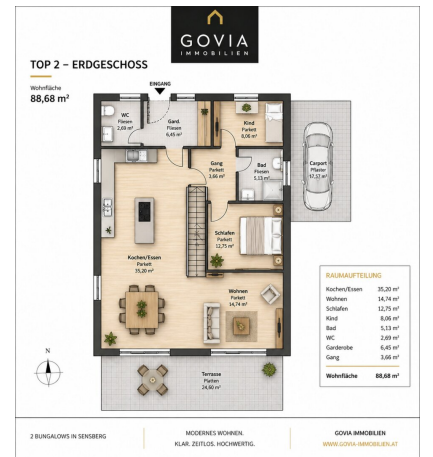 GOVIA
IMMOBILIEN
TOP 2 – ERDGESCHOSS
Wohnfläche
88,68 m²
EINGANG
WC
Fliesen
2,69 m²
Gard.
Fliesen
6,45 m²
Kind
Parkett
8,06 m²
Gang
Parkett
3,66 m²
Bad
Fliesen
5,13 m²
Carport
Pflaster
Schlafen
Parkett
12,75 m²
Kochen/Essen
Parkett
35,20 m²
Wohnen
Parkett
14,74 m²
Terrasse
Platten
24,60 m²
N
RAUMAUFTEILUNG
Kochen/Essen 35,20 m²
Wohnen 14,74 m²
Schlafen 12,75 m²
Kind 8,06 m²
Bad 5,13 m²
WC 2,69 m²
Garderobe 6,45 m²
Gang 3,66 m²
Wohnfläche 88,68 m²
2 BUNGALOWS IN SENSBERG
MODERNES WOHNEN.
KLAR. ZEITLOS. HOCHWERTIG.
GOVIA IMMOBILIEN
WWW.GOVIA-IMMOBILIEN.AT